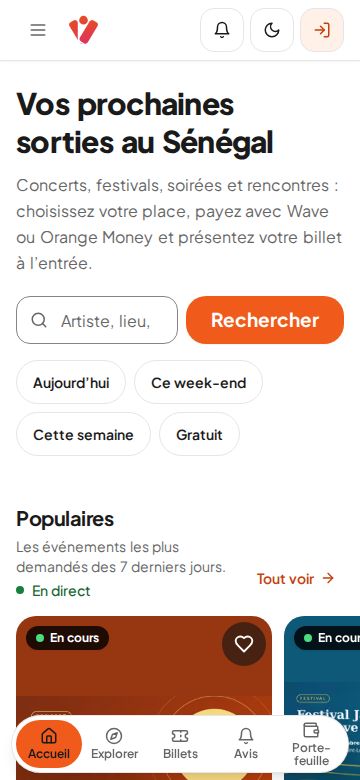 Vos prochaines
sorties au Sénégal
Concerts, festivals, soirées et rencontres :
choisissez votre place, payez avec Wave
ou Orange Money et présentez votre billet
à l’entrée.
Artiste, lieu,
Rechercher
Aujourd’hui
Ce week-end
Cette semaine
Gratuit
Populaires
Les événements les plus
demandés des 7 derniers jours.
En direct
Tout voir
En cours
En cour
FESTIVAL
Festival J
Accueil
Explorer
Billets
Avis
Porte-
feuille